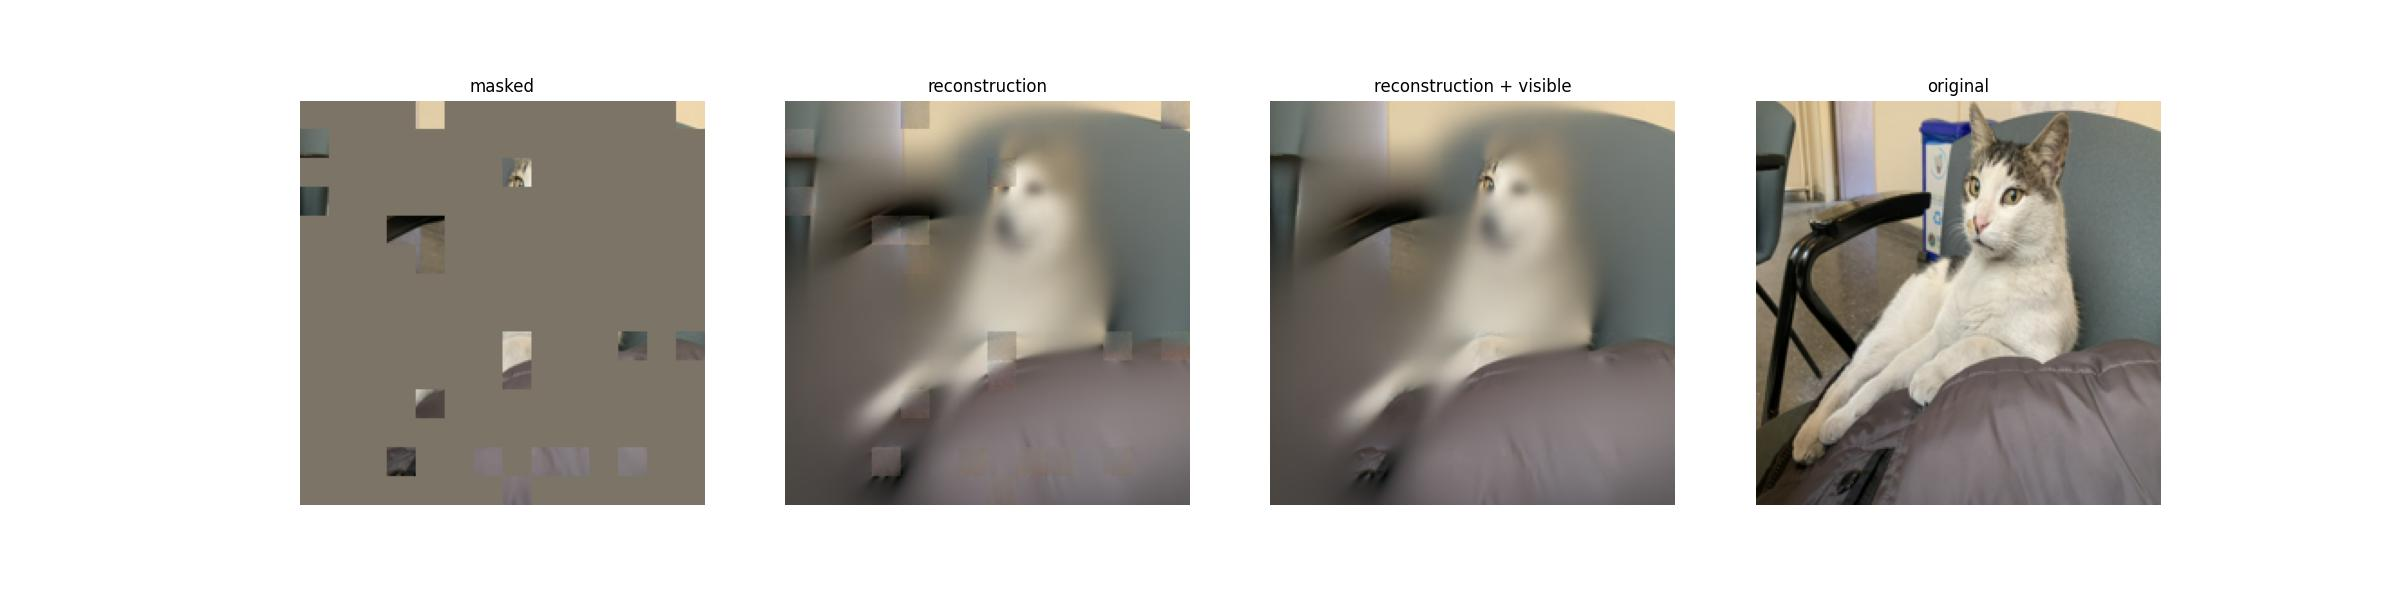 masked
reconstruction
reconstruction + visible
original